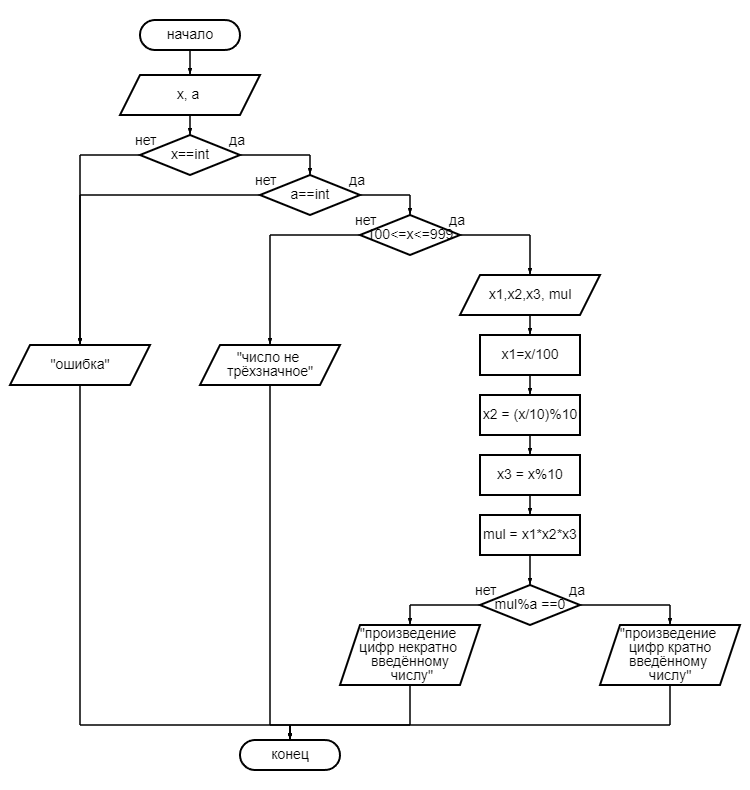 начало
x, a
нет
да
x==int
нет
да
a==int
нет
да
100<=x<=999
x1,x2,x3, mul
x1=x/100
"ошибка"
"число не
трёхзначное"
x2 = (x/10)%10
x3 = x%10
mul = x1*x2*x3
нет
да
mul%a ==0
"произведение
цифр некратно
введённому
числу"
"произведение
цифр кратно
введённому
числу"
конец